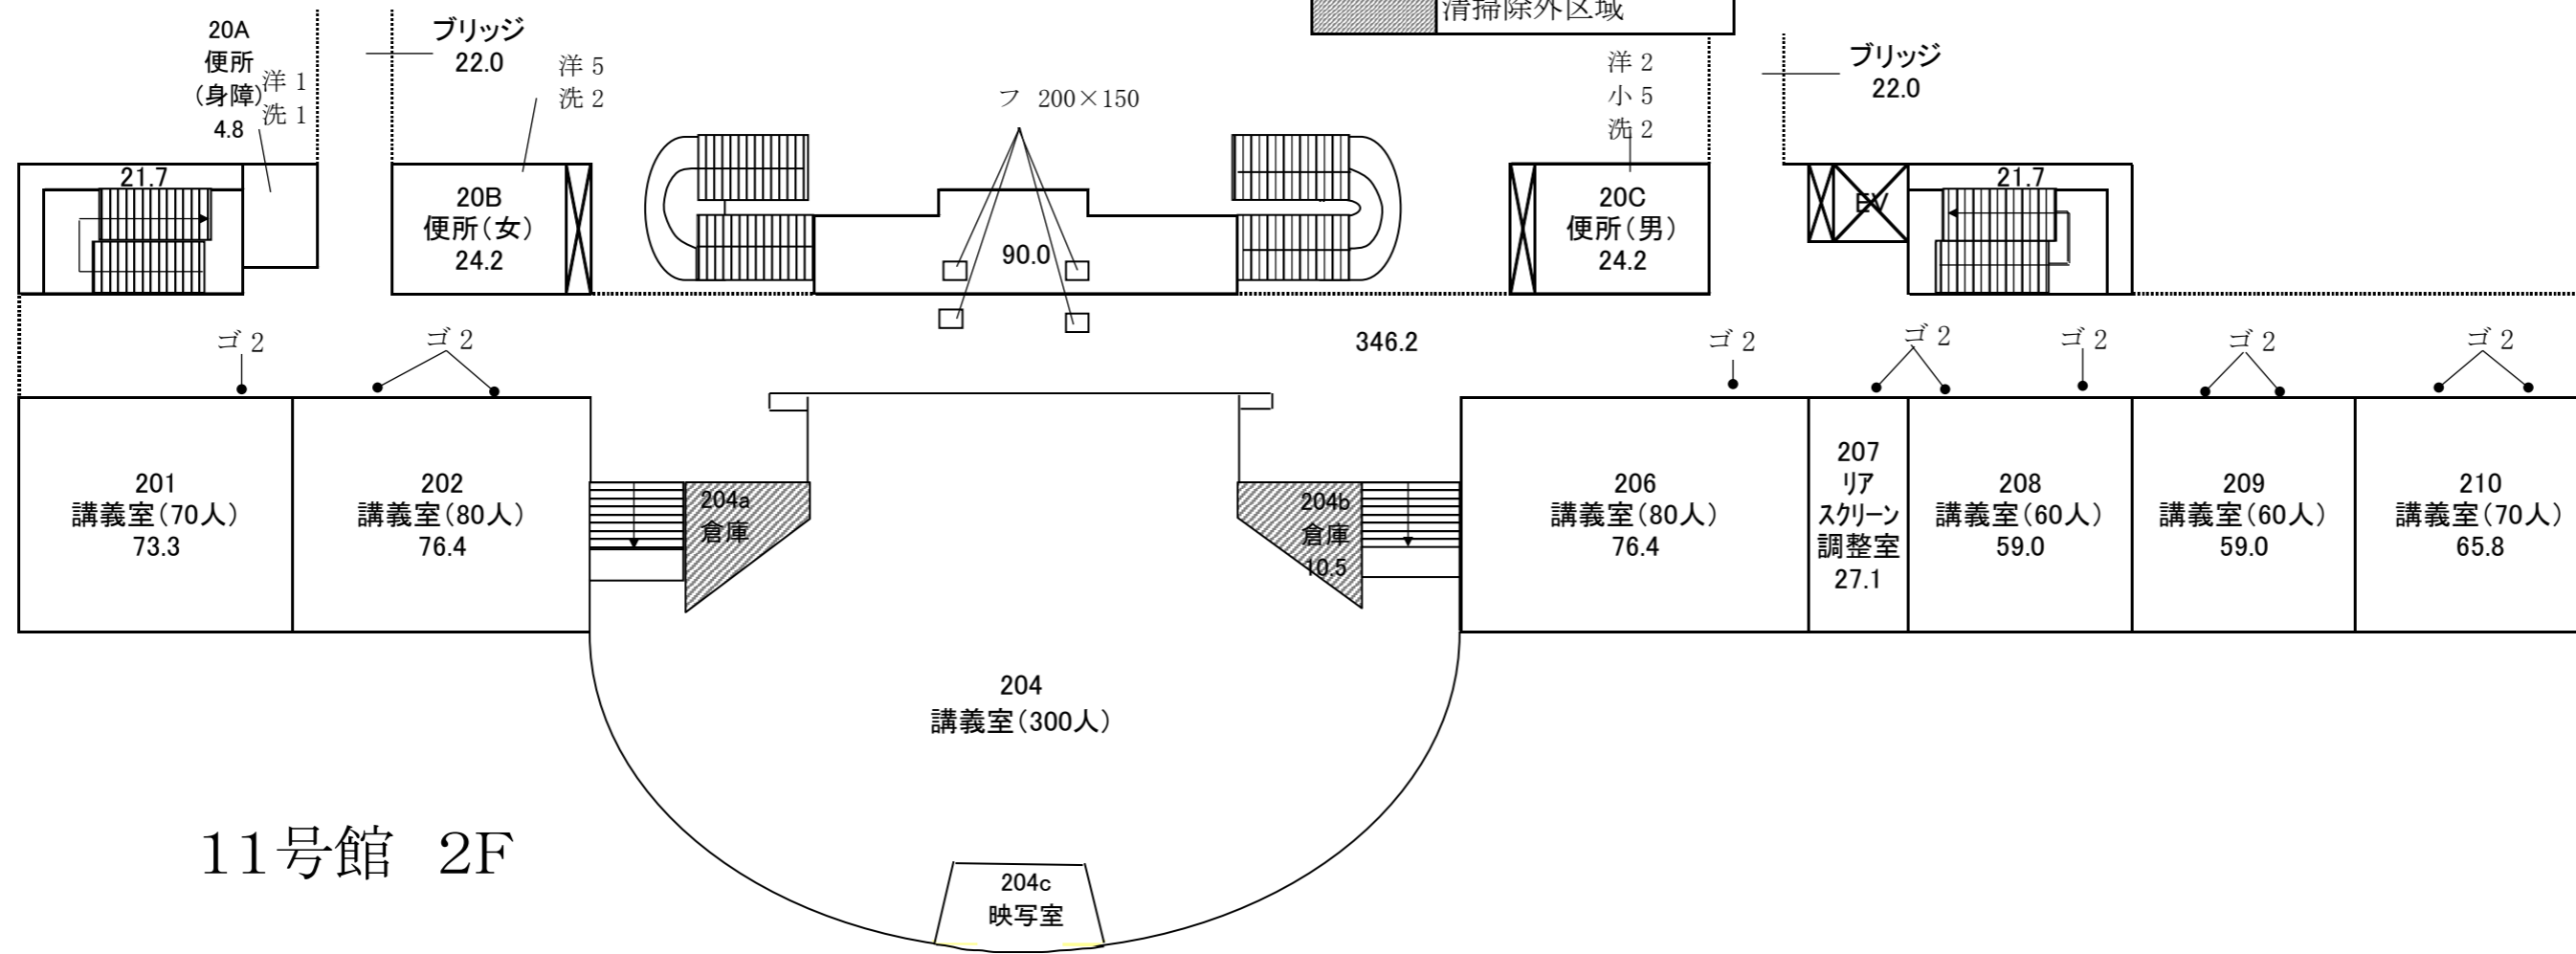 清掃除外区域
20A
便所
（身障）
4.8
洋 1
洗 1
ブリッジ
22.0
洋 5
洗 2
フ 200×150
洋 2
小 5
洗 2
ブリッジ
22.0
21.7
20B
便所（女）
24.2
90.0
20C
便所（男）
24.2
EV
21.7
346.2
ゴ 2
ゴ 2
ゴ 2
ゴ 2
ゴ 2
ゴ 2
ゴ 2
201
講義室（70人）
73.3
202
講義室（80人）
76.4
204a
倉庫
204b
倉庫
10.5
206
講義室（80人）
76.4
207
ﾘｱ
ｽｸﾘｰﾝ
調整室
27.1
208
講義室（60人）
59.0
209
講義室（60人）
59.0
210
講義室（70人）
65.8
204
講義室（300人）
204c
映写室
11号館 2F